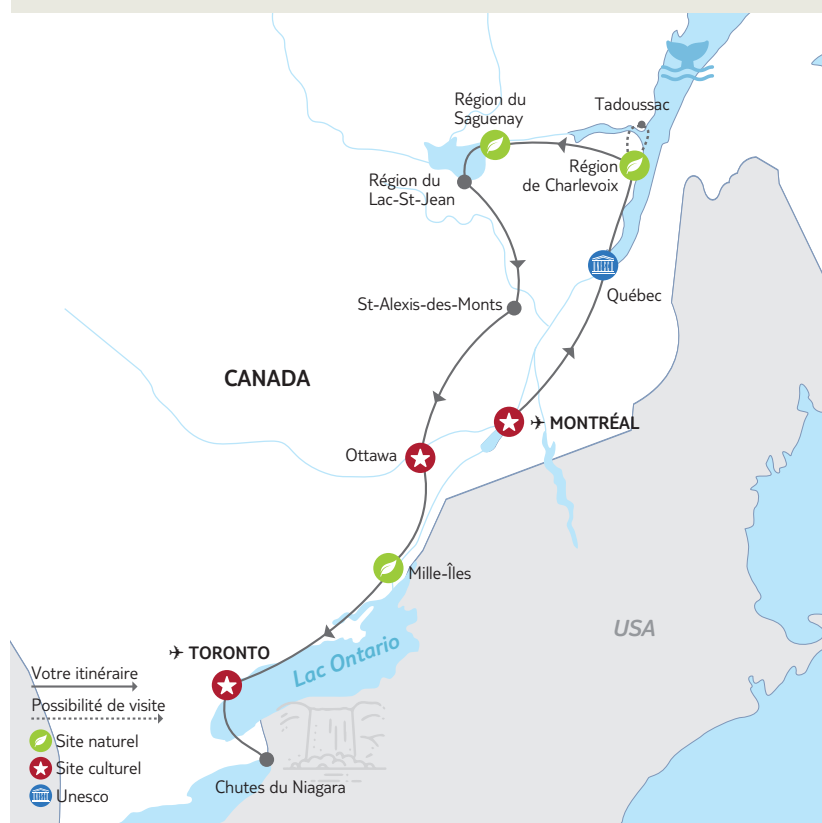 Tadoussac
Région du
Saguenay
Région
de Charlevoix
Région du
Lac-St-Jean
Québec
St-Alexis-des-Monts
CANADA
MONTRÉAL
Ottawa
Mille-Îles
USA
TORONTO
Lac Ontario
Votre itinéraire
Possibilité de visite
Site naturel
Site culturel
Unesco
Chutes du Niagara